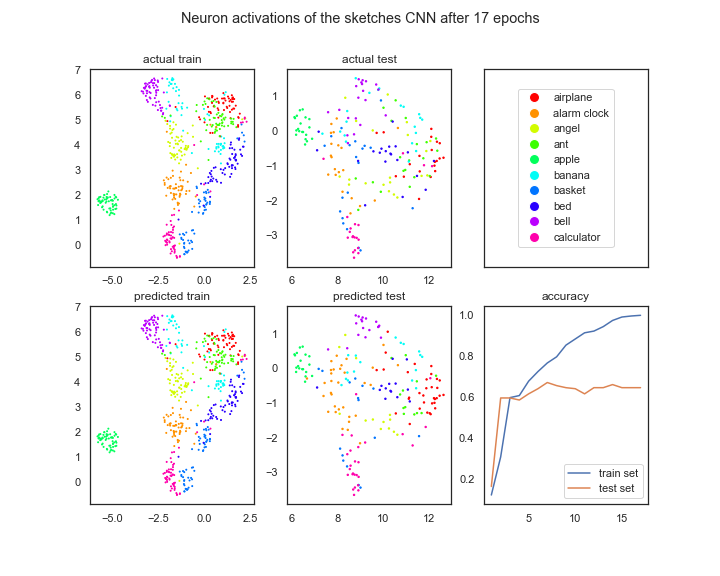 Neuron activations of the sketches CNN after 17 epochs
actual train
actual test
7
6
5
4
3
2
1
0
−5.0 −2.5 0.0 2.5
1
0
−1
−2
−3
6 8 10 12
airplane
alarm clock
angel
ant
apple
banana
basket
bed
bell
calculator
predicted train
predicted test
accuracy
7
6
5
4
3
2
1
0
−5.0 −2.5 0.0 2.5
1
0
−1
−2
−3
6 8 10 12
1.0
0.8
0.6
0.4
0.2
train set
test set
5 10 15